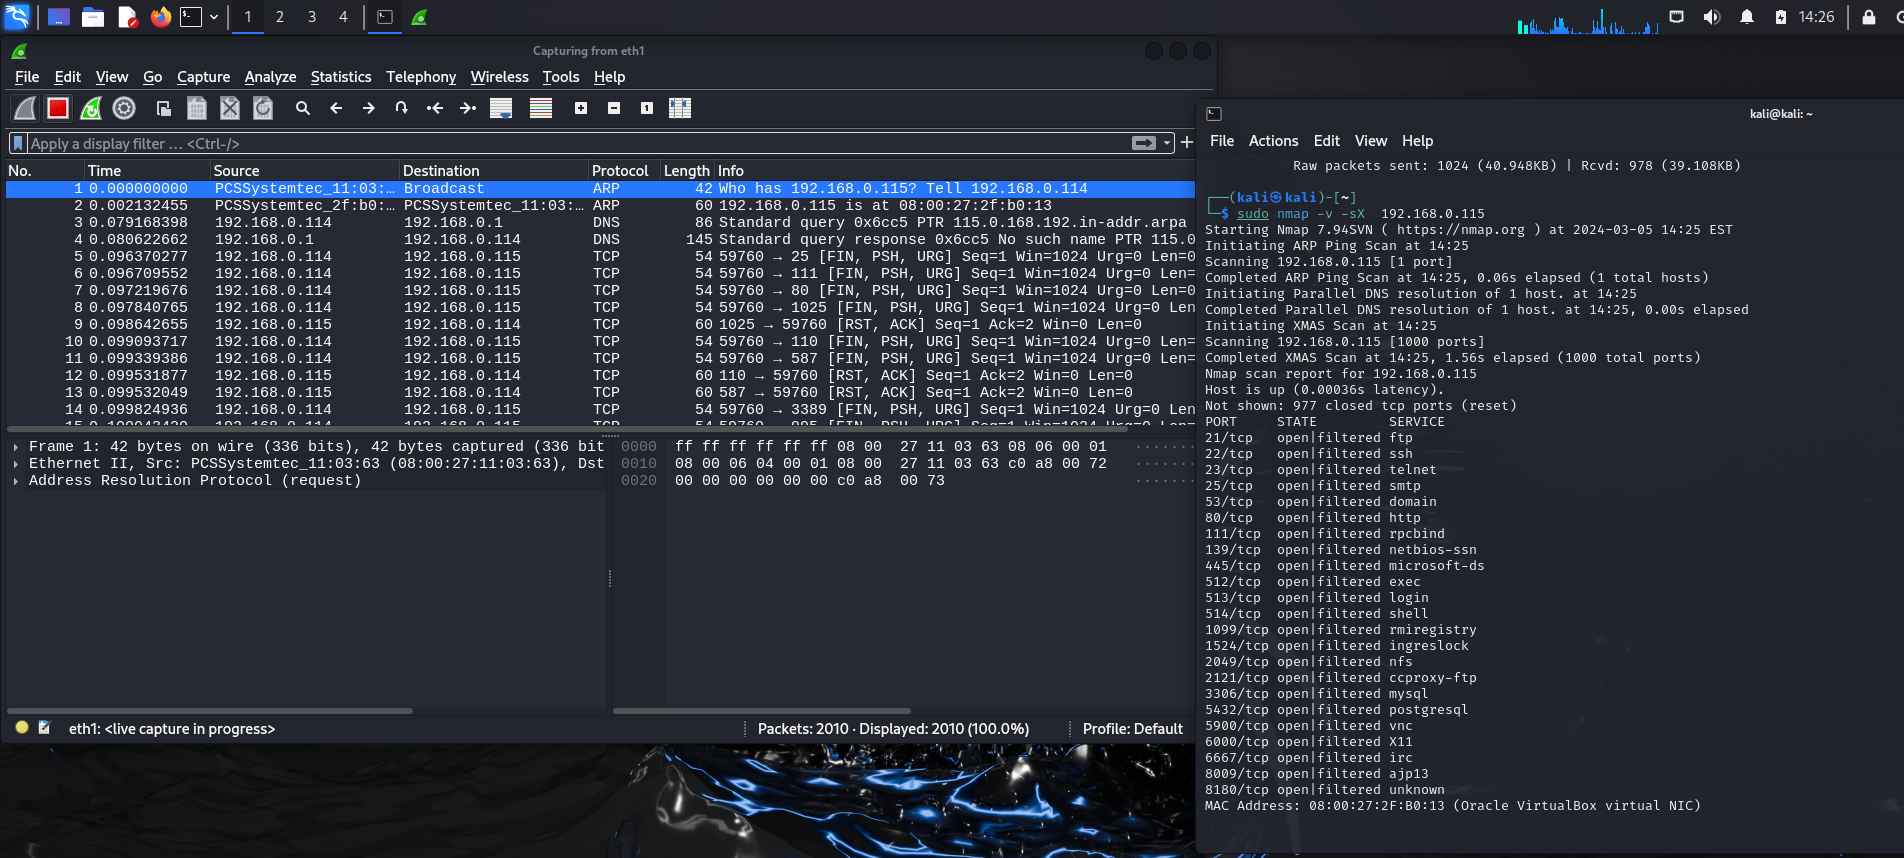 1 2 3 4 14:26
Capturing from eth1
File Edit View Go Capture Analyze Statistics Telephony Wireless Tools Help
Apply a display filter … <Ctrl-/>
No. Time Source Destination Protocol Length Info
1 0.000000000 PCSSystemtec_11:03:… Broadcast ARP 42 Who has 192.168.0.115? Tell 192.168.0.114
2 0.002132455 PCSSystemtec_2f:b0:… PCSSystemtec_11:03:… ARP 60 192.168.0.115 is at 08:00:27:2f:b0:13
3 0.079168398 192.168.0.114 192.168.0.1 DNS 86 Standard query 0x6cc5 PTR 115.0.168.192.in-addr.arpa
4 0.080622662 192.168.0.1 192.168.0.114 DNS 145 Standard query response 0x6cc5 No such name PTR 115.0
5 0.096370277 192.168.0.114 192.168.0.115 TCP 54 59760 → 25 [FIN, PSH, URG] Seq=1 Win=1024 Urg=0 Len=0
6 0.096709552 192.168.0.114 192.168.0.115 TCP 54 59760 → 111 [FIN, PSH, URG] Seq=1 Win=1024 Urg=0 Len=
7 0.097219676 192.168.0.114 192.168.0.115 TCP 54 59760 → 80 [FIN, PSH, URG] Seq=1 Win=1024 Urg=0 Len=0
8 0.097840765 192.168.0.114 192.168.0.115 TCP 54 59760 → 1025 [FIN, PSH, URG] Seq=1 Win=1024 Urg=0 Len
9 0.098642655 192.168.0.115 192.168.0.114 TCP 60 1025 → 59760 [RST, ACK] Seq=1 Ack=2 Win=0 Len=0
10 0.099093717 192.168.0.114 192.168.0.115 TCP 54 59760 → 110 [FIN, PSH, URG] Seq=1 Win=1024 Urg=0 Len=
11 0.099339386 192.168.0.114 192.168.0.115 TCP 54 59760 → 587 [FIN, PSH, URG] Seq=1 Win=1024 Urg=0 Len=
12 0.099531877 192.168.0.115 192.168.0.114 TCP 60 110 → 59760 [RST, ACK] Seq=1 Ack=2 Win=0 Len=0
13 0.099532049 192.168.0.115 192.168.0.114 TCP 60 587 → 59760 [RST, ACK] Seq=1 Ack=2 Win=0 Len=0
14 0.099824936 192.168.0.114 192.168.0.115 TCP 54 59760 → 3389 [FIN, PSH, URG] Seq=1 Win=1024 Urg=0 Len
Frame 1: 42 bytes on wire (336 bits), 42 bytes captured (336 bit
Ethernet II, Src: PCSSystemtec_11:03:63 (08:00:27:11:03:63), Dst
Address Resolution Protocol (request)
0000 ff ff ff ff ff ff 08 00 27 11 03 63 08 06 00 01 ·······
0010 08 00 06 04 00 01 08 00 27 11 03 63 c0 a8 00 72 ·······
0020 00 00 00 00 00 00 c0 a8 00 73 ·······
eth1: <live capture in progress> Packets: 2010 · Displayed: 2010 (100.0%) Profile: Default
kali@kali: ~
File Actions Edit View Help
Raw packets sent: 1024 (40.948KB) | Rcvd: 978 (39.108KB)
┌──(kali㉿kali)-[~]
└─$ sudo nmap -v -sX 192.168.0.115
Starting Nmap 7.94SVN ( https://nmap.org ) at 2024-03-05 14:25 EST
Initiating ARP Ping Scan at 14:25
Scanning 192.168.0.115 [1 port]
Completed ARP Ping Scan at 14:25, 0.06s elapsed (1 total hosts)
Initiating Parallel DNS resolution of 1 host. at 14:25
Completed Parallel DNS resolution of 1 host. at 14:25, 0.00s elapsed
Initiating XMAS Scan at 14:25
Scanning 192.168.0.115 [1000 ports]
Completed XMAS Scan at 14:25, 1.56s elapsed (1000 total ports)
Nmap scan report for 192.168.0.115
Host is up (0.00036s latency).
Not shown: 977 closed tcp ports (reset)
PORT STATE SERVICE
21/tcp open|filtered ftp
22/tcp open|filtered ssh
23/tcp open|filtered telnet
25/tcp open|filtered smtp
53/tcp open|filtered domain
80/tcp open|filtered http
111/tcp open|filtered rpcbind
139/tcp open|filtered netbios-ssn
445/tcp open|filtered microsoft-ds
512/tcp open|filtered exec
513/tcp open|filtered login
514/tcp open|filtered shell
1099/tcp open|filtered rmiregistry
1524/tcp open|filtered ingreslock
2049/tcp open|filtered nfs
2121/tcp open|filtered ccproxy-ftp
3306/tcp open|filtered mysql
5432/tcp open|filtered postgresql
5900/tcp open|filtered vnc
6000/tcp open|filtered X11
6667/tcp open|filtered irc
8009/tcp open|filtered ajp13
8180/tcp open|filtered unknown
MAC Address: 08:00:27:2F:B0:13 (Oracle VirtualBox virtual NIC)